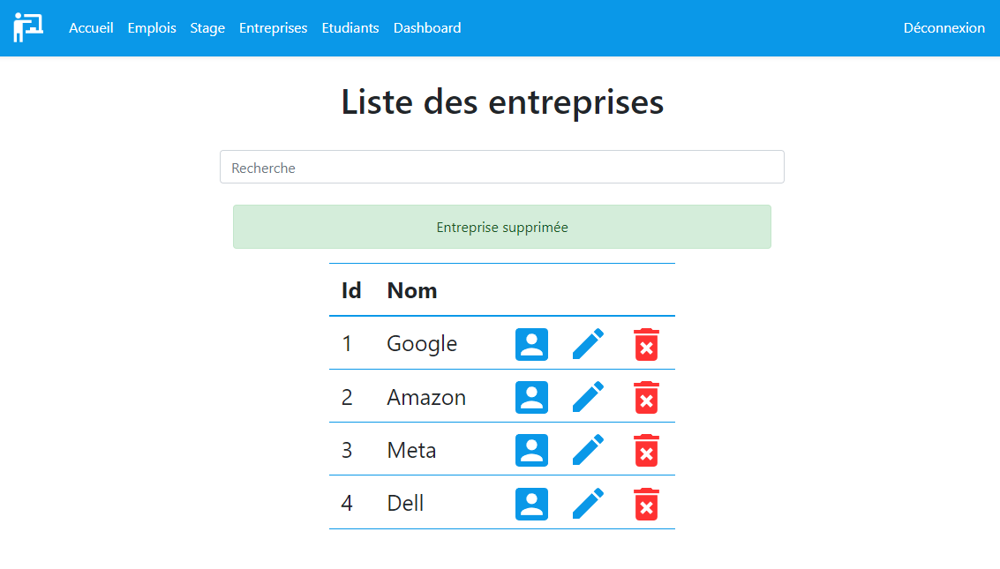 Accueil Emplois Stage Entreprises Etudiants Dashboard Déconnexion
Liste des entreprises
Recherche
Entreprise supprimée
Id Nom
1 Google
2 Amazon
3 Meta
4 Dell